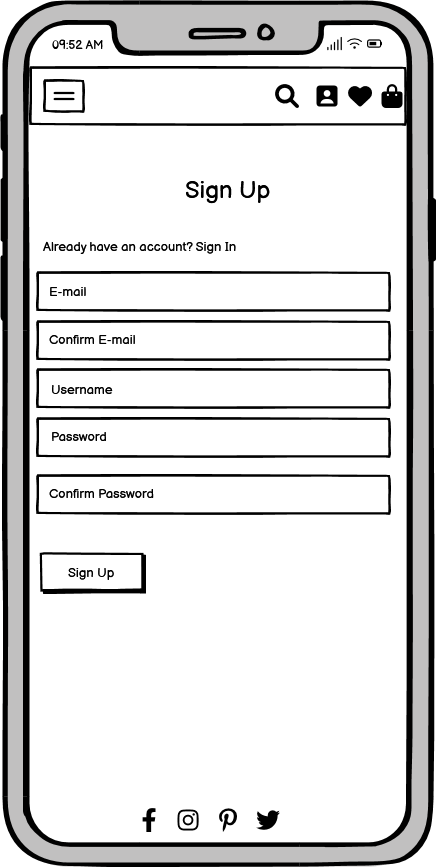 09:52 AM
Sign Up
Already have an account? Sign In
E-mail
Confirm E-mail
Username
Password
Confirm Password
Sign Up